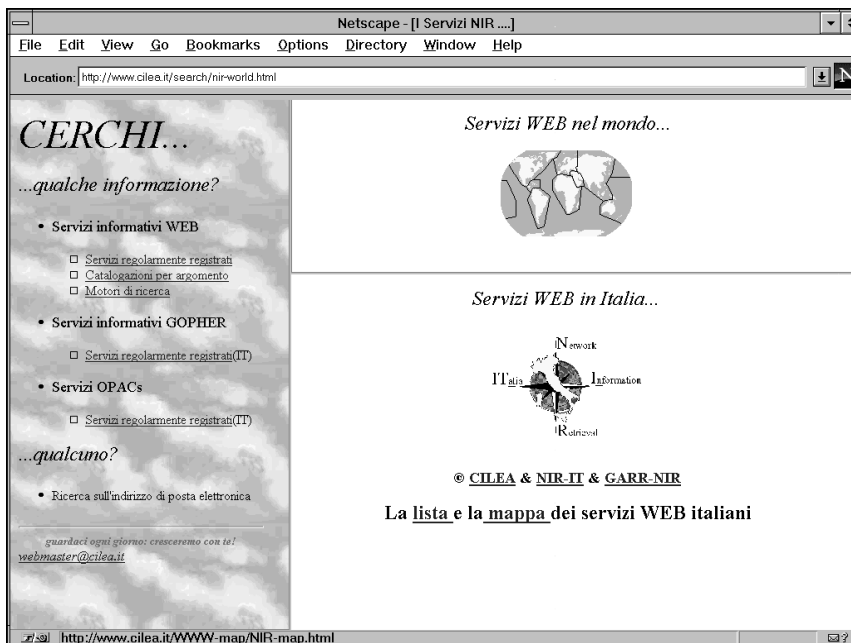 Netscape - [I Servizi NIR ....]
File Edit View Go Bookmarks Options Directory Window Help
Location: http://www.cilea.it/search/nir-world.html
N
CERCHI...
...qualche informazione?
Servizi informativi WEB
Servizi regolarmente registrati
Catalogazioni per argomento
Motori di ricerca
Servizi informativi GOPHER
Servizi regolarmente registrati(IT)
Servizi OPACs
Servizi regolarmente registrati(IT)
...qualcuno?
Ricerca sull'indirizzo di posta elettronica
guardaci ogni giorno: cresceremo con te!
webmaster@cilea.it
Servizi WEB nel mondo...
Servizi WEB in Italia...
Network
ITalia
Information
Retrieval
© CILEA & NIR-IT & GARR-NIR
La lista e la mappa dei servizi WEB italiani
http://www.cilea.it/WWW-map/NIR-map.html
?